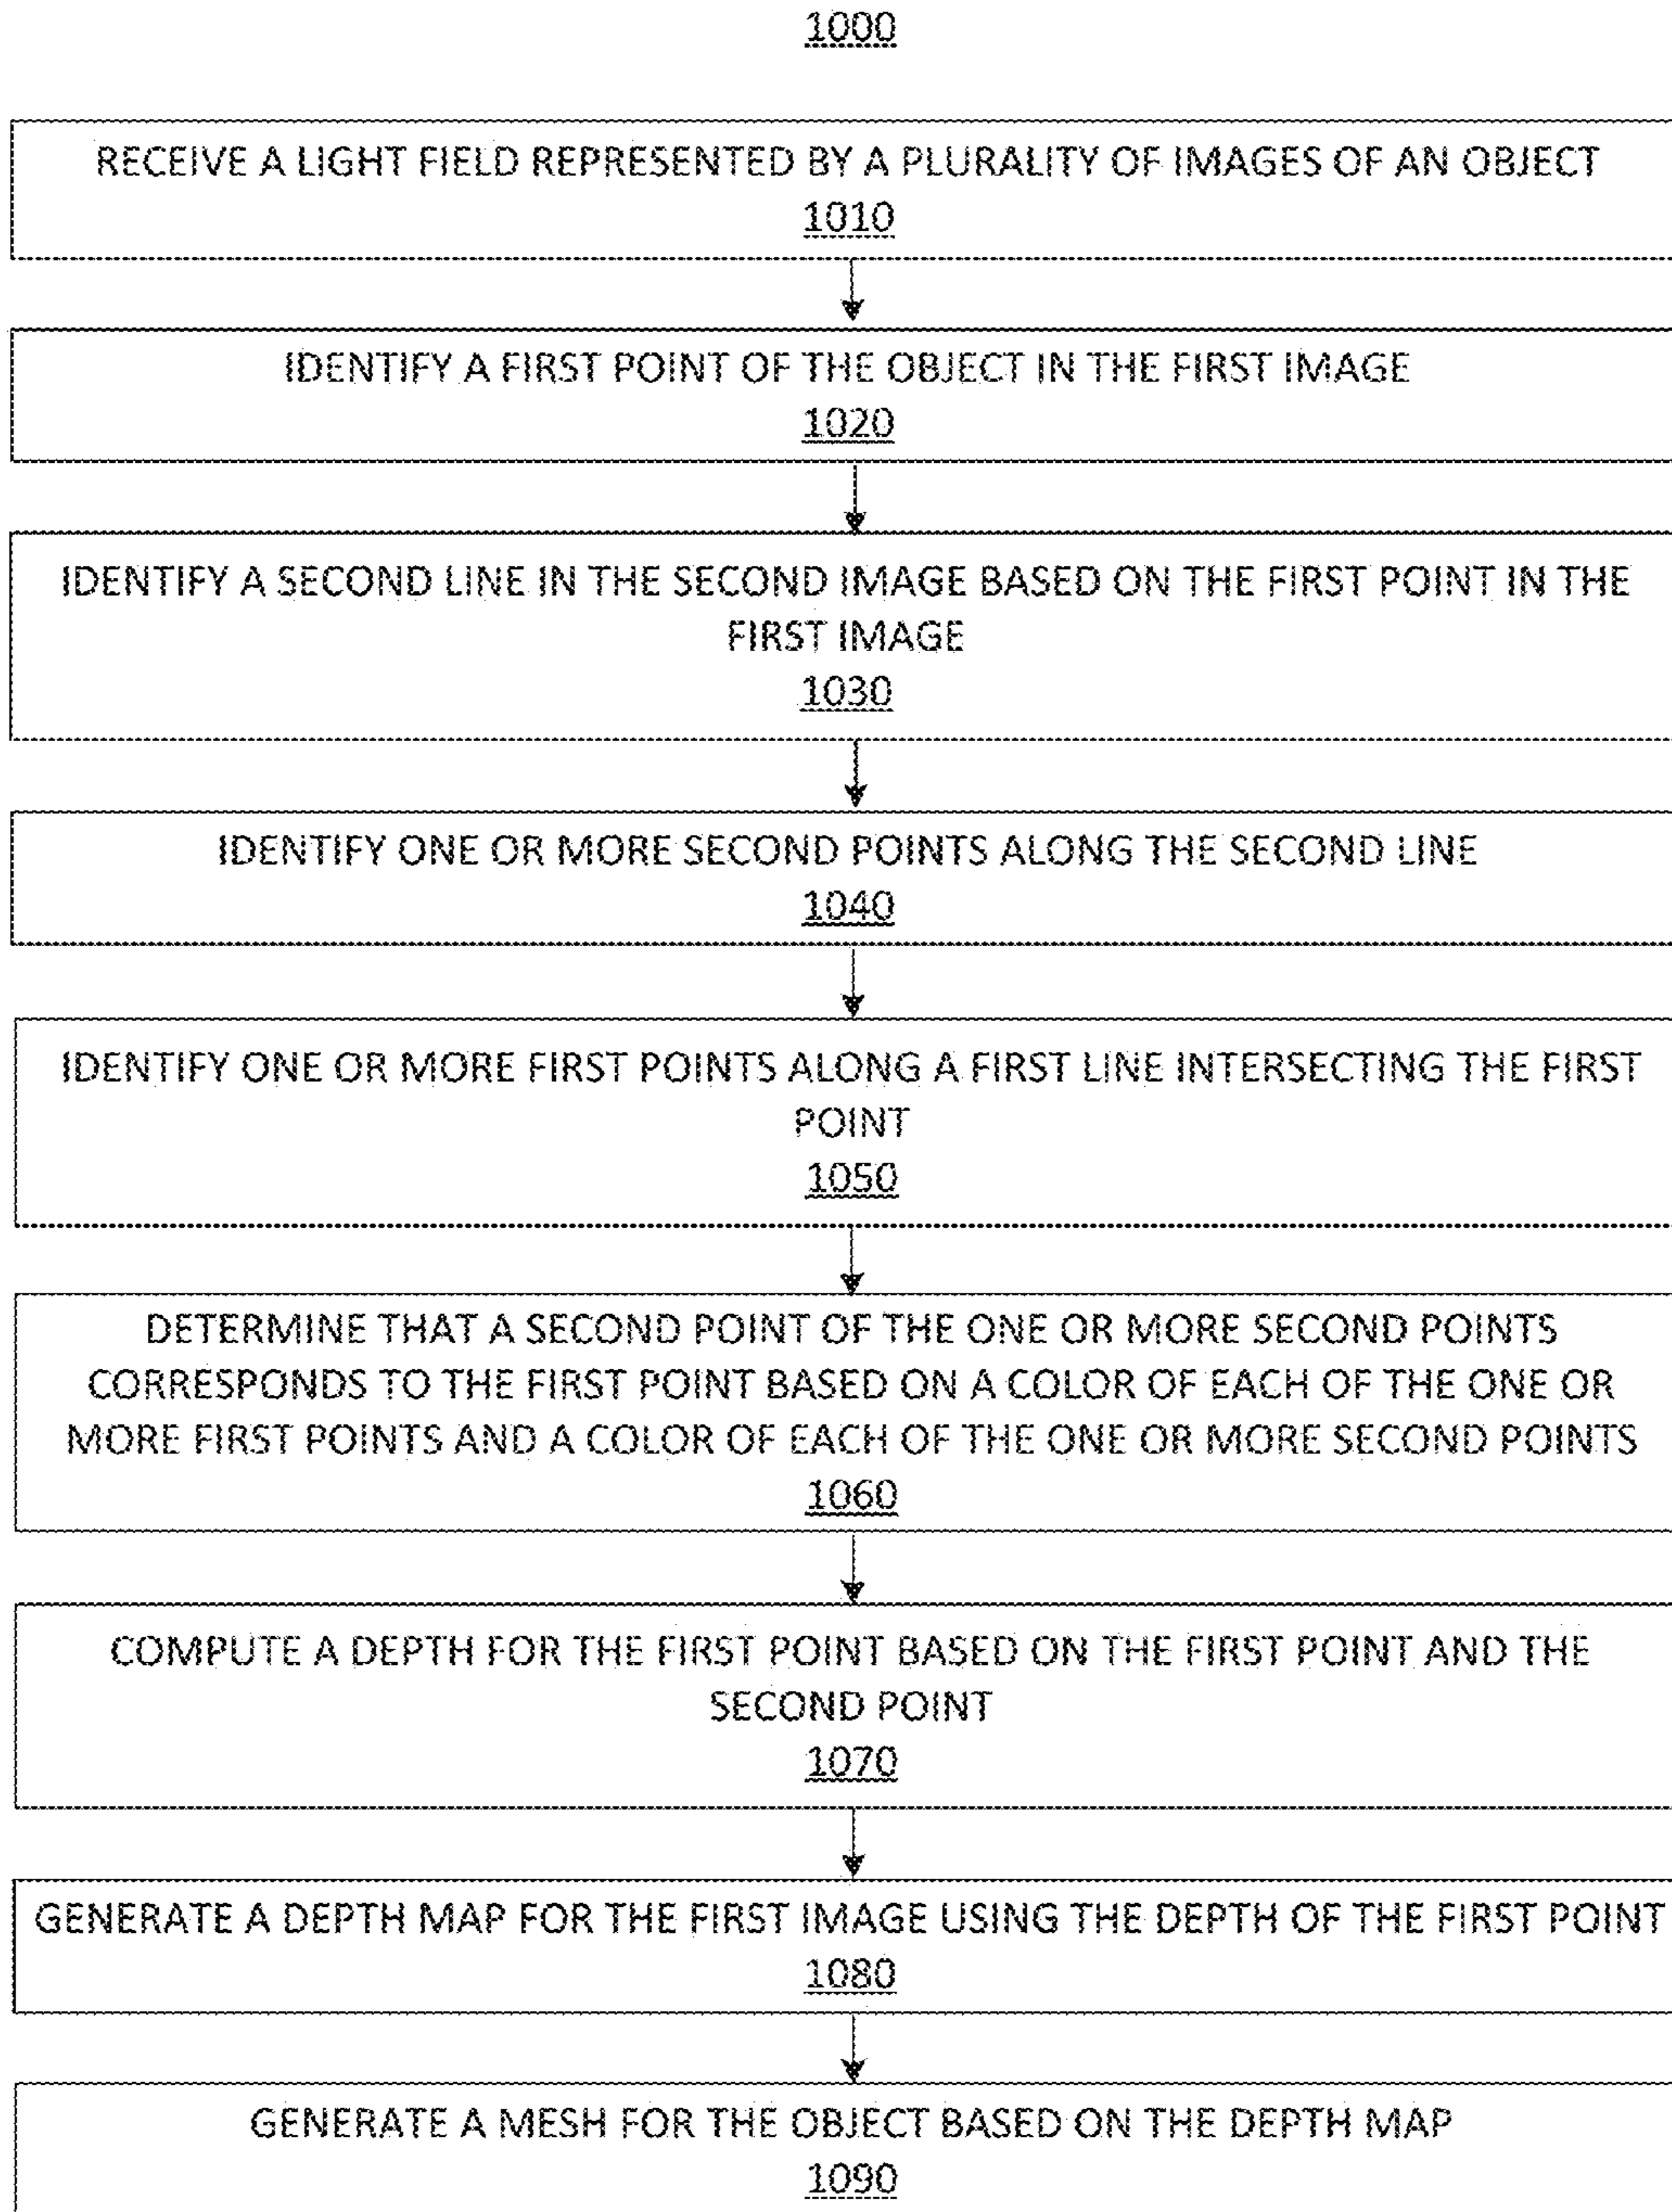 1000
RECEIVE A LIGHT FIELD REPRESENTED BY A PLURALITY OF IMAGES OF AN OBJECT
1010
IDENTIFY A FIRST POINT OF THE OBJECT IN THE FIRST IMAGE
1020
IDENTIFY A SECOND LINE IN THE SECOND IMAGE BASED ON THE FIRST POINT IN THE
FIRST IMAGE
1030
IDENTIFY ONE OR MORE SECOND POINTS ALONG THE SECOND LINE
1040
IDENTIFY ONE OR MORE FIRST POINTS ALONG A FIRST LINE INTERSECTING THE FIRST
POINT
1050
DETERMINE THAT A SECOND POINT OF THE ONE OR MORE SECOND POINTS
CORRESPONDS TO THE FIRST POINT BASED ON A COLOR OF EACH OF THE ONE OR
MORE FIRST POINTS AND A COLOR OF EACH OF THE ONE OR MORE SECOND POINTS
1060
COMPUTE A DEPTH FOR THE FIRST POINT BASED ON THE FIRST POINT AND THE
SECOND POINT
1070
GENERATE A DEPTH MAP FOR THE FIRST IMAGE USING THE DEPTH OF THE FIRST POINT
1080
GENERATE A MESH FOR THE OBJECT BASED ON THE DEPTH MAP
1090